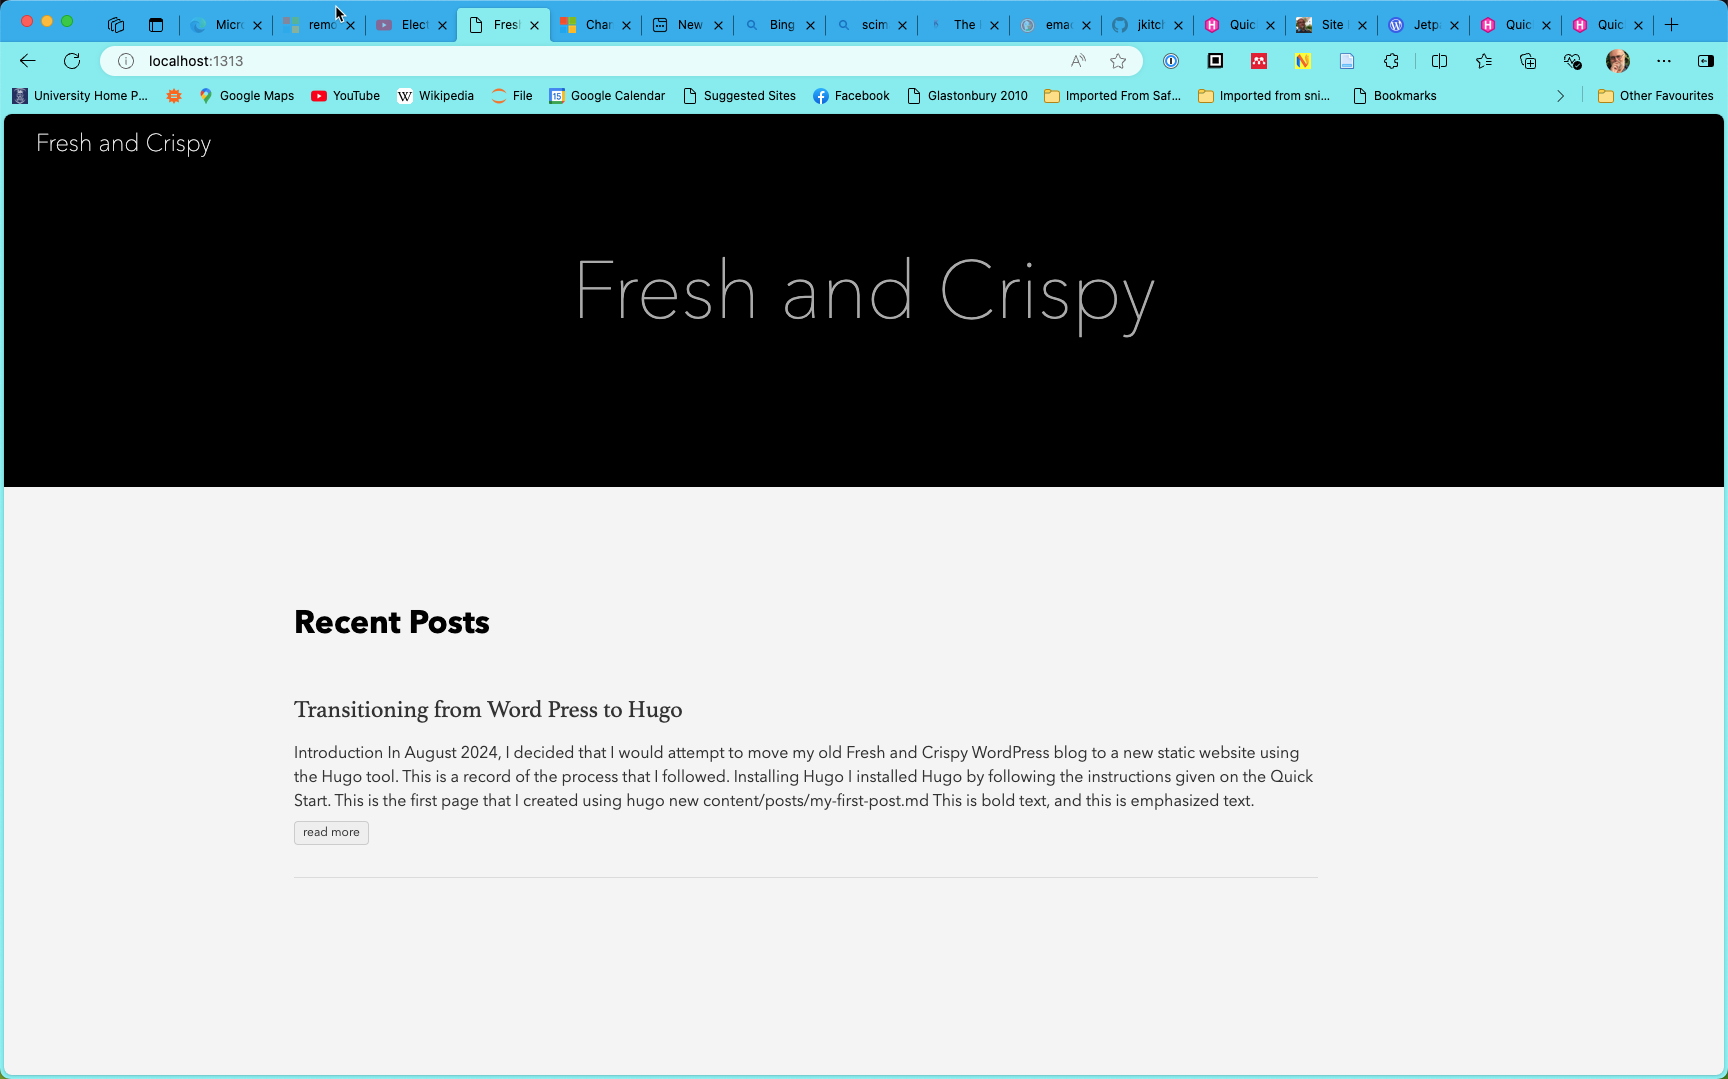 Micr remo Elect Fresh Chan New Bing scim The emac jkitch Quic Site Jetp Quic Quic
localhost:1313
University Home P... Google Maps YouTube Wikipedia File 15 Google Calendar Suggested Sites Facebook Glastonbury 2010 Imported From Saf... Imported from sni... Bookmarks Other Favourites
Fresh and Crispy
Fresh and Crispy
Recent Posts
Transitioning from Word Press to Hugo
Introduction In August 2024, I decided that I would attempt to move my old Fresh and Crispy WordPress blog to a new static website using
the Hugo tool. This is a record of the process that I followed. Installing Hugo I installed Hugo by following the instructions given on the Quick
Start. This is the first page that I created using hugo new content/posts/my-first-post.md This is bold text, and this is emphasized text.
read more